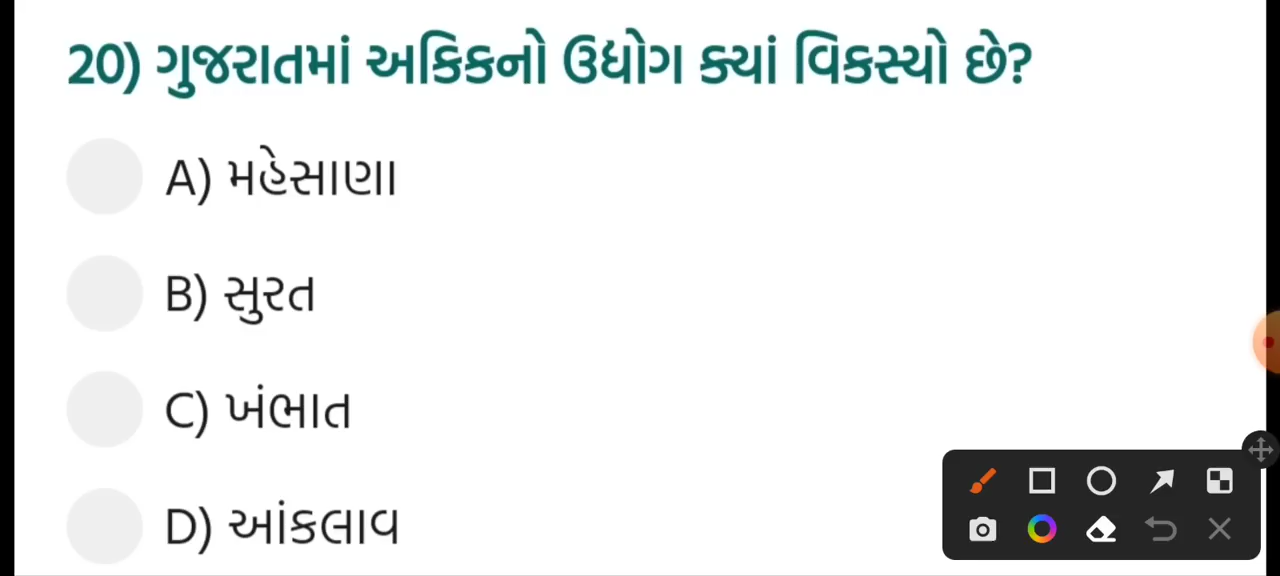 20) ગુજરાતમાં અકિકનો ઉદ્યોગ ક્યાં વિકસ્યો છે?
A) મહેસાણા
B) સુરત
C) ખંભાત
D) આંકલાવ